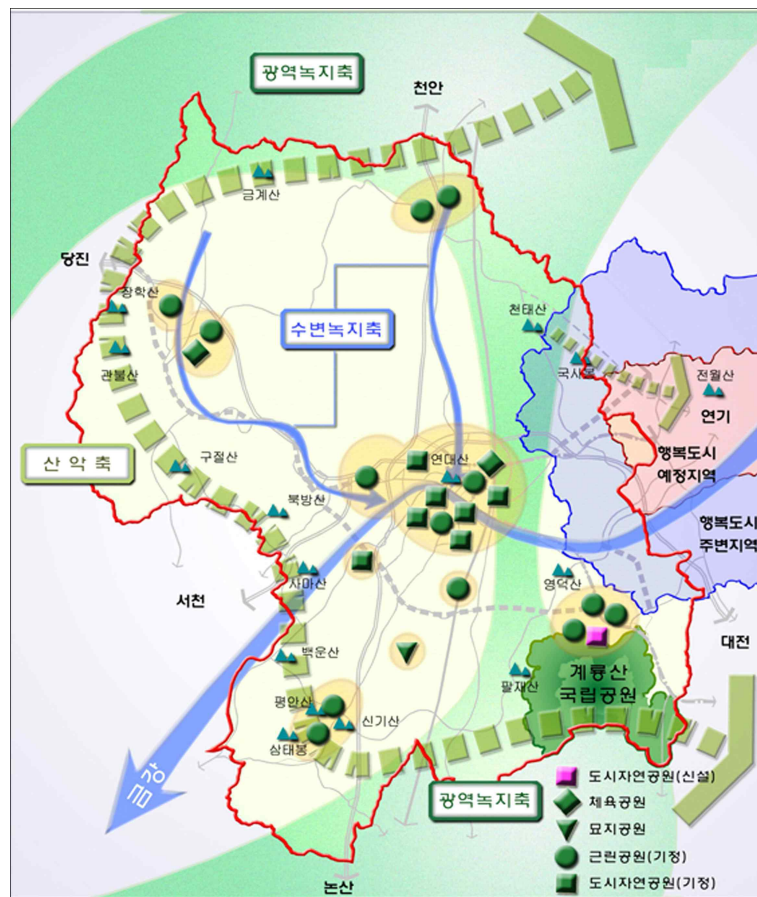 광역녹지축
천안
금계산
당진
장학산
수변녹지축
천태산
관불산
국사봉
전월산
연기
산악축
구절산
연대산
행복도시
예정지역
북방산
행복도시
주변지역
서천
사마산
영덕산
대전
백운산
계룡산
국립공원
팔재산
평안산
신기산
삼태봉
금강
광역녹지축
도시자연공원(신설)
체육공원
묘지공원
근린공원(기정)
도시자연공원(기정)
논산